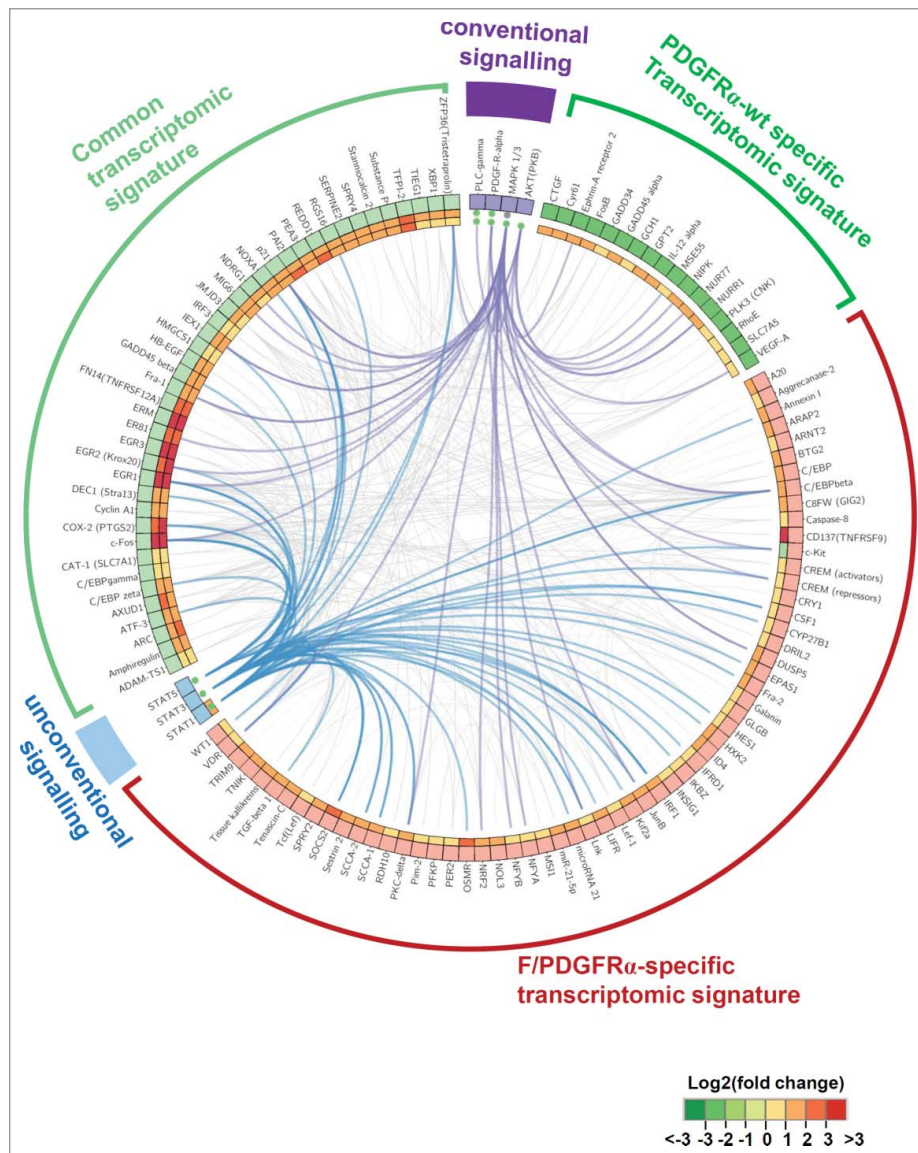 conventional
signalling
PDGFRα-wt specific
Transcriptomic signature
Common
transcriptomic
signature
ZFP36(Tristetraprolin)
XBP1
TIEG1
TFPI-2
Substance P
Stanniocalcin 2
SPRY4
SERPINE2
RGS16
REDD1
PEA3
PAI2
p21
NOXA
NDRG1
MIG6
JMJD3
IRF3
IEX1
HMGCS1
HB-EGF
GADD45 beta
Fra-1
FN14(TNFRSF12A)
ERM
ER81
EGR3
EGR2 (Krox20)
EGR1
DEC1 (Stra13)
Cyclin A1
COX-2 (PTGS2)
c-Fos
CAT-1 (SLC7A1)
C/EBPgamma
C/EBP zeta
AXUD1
ATF-3
ARC
Amphiregulin
ADAM-TS1
PLC-gamma
PDGF-R-alpha
MAPK 1/3
AKT(PKB)
CTGF
Cyr61
Ephrin-A receptor 2
FosB
GADD34
GADD45 alpha
GCH1
GPT2
IL-12 alpha
MSE55
NIPK
NUR77
NURR1
PLK3 (CNK)
RhoE
SLC7A5
VEGF-A
A20
Aggrecanase-2
Annexin I
ARAP2
ARNT2
BTG2
C/EBP
C/EBPbeta
C8FW (GIG2)
Caspase-8
CD137(TNFRSF9)
c-Kit
CREM (activators)
CREM (repressors)
CRY1
CSF1
CYP27B1
DRIL2
DUSP5
EPAS1
Fra-2
Galanin
GLGB
HES1
HXK2
ID4
IFRD1
IKBZ
INSIG1
IRF1
JunB
Kif2a
Lef-1
LIFR
Lnk
microRNA 21
miR-21-5p
MSI1
NFYA
NFYB
NOL3
NRF2
OSMR
PER2
PFKP
Pim-2
PKC-delta
RDH10
SCCA-1
SCCA-2
Sestrin 2
SOCS2
SPRY2
Tcf(Lef)
Tenascin-C
TGF-beta 1
Tissue kallikreins
TNIK
TRIM9
VDR
WT1
STAT5
STAT3
STAT1
unconventional
signalling
F/PDGFRα-specific
transcriptomic signature
Log2(fold change)
<-3 -3 -2 -1 0 1 2 3 >3